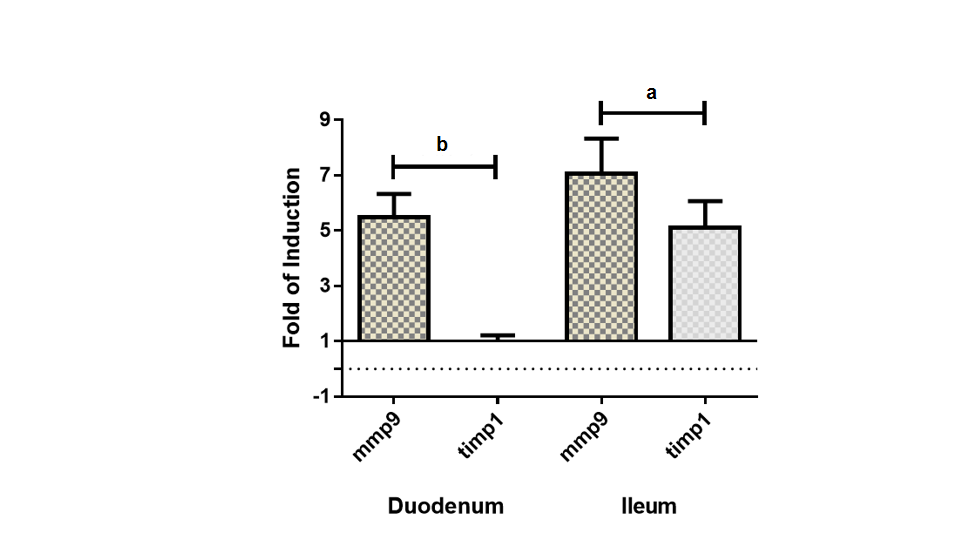 a
b
9
7
5
3
1
-1
Fold of Induction
mmp9
timp1
mmp9
timp1
Duodenum
Ileum